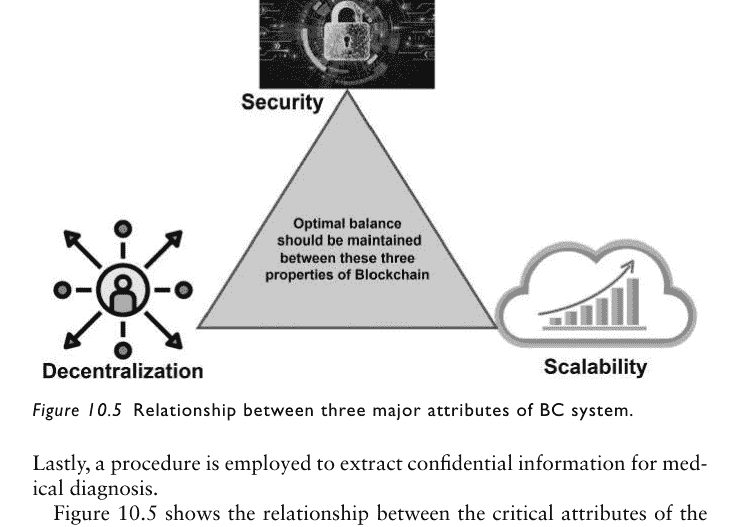 Security
Optimal balance
should be maintained
between these three
properties of Blockchain
Decentralization
Scalability
Figure 10.5 Relationship between three major attributes of BC system.
Lastly, a procedure is employed to extract confidential information for med-
ical diagnosis.
Figure 10.5 shows the relationship between the critical attributes of the